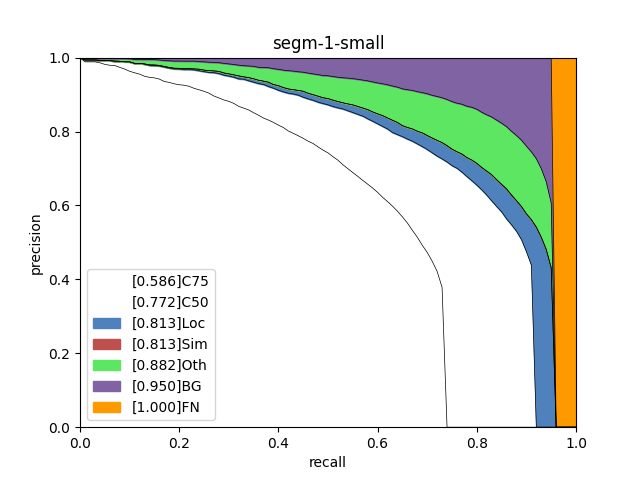 segm-1-small
1.0
0.8
0.6
0.4
0.2
0.0
precision
[0.586]C75
[0.772]C50
[0.813]Loc
[0.813]Sim
[0.882]Oth
[0.950]BG
[1.000]FN
0.0 0.2 0.4 0.6 0.8 1.0
recall